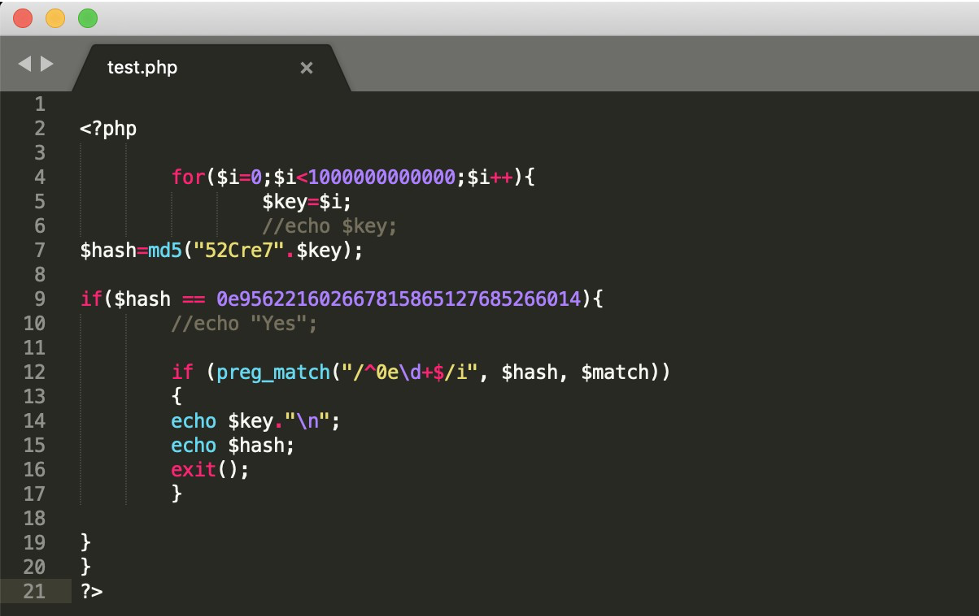 test.php ×
1
2 <?php
3
4 for($i=0;$i<1000000000000;$i++){
5 $key=$i;
6 //echo $key;
7 $hash=md5("52Cre7".$key);
8
9 if($hash == 0e9562216026678158651276852660​14){
10 //echo "Yes";
11
12 if (preg_match("/^0e\d+$/i", $hash, $match))
13 {
14 echo $key."\n";
15 echo $hash;
16 exit();
17 }
18
19 }
20 }
21 ?>